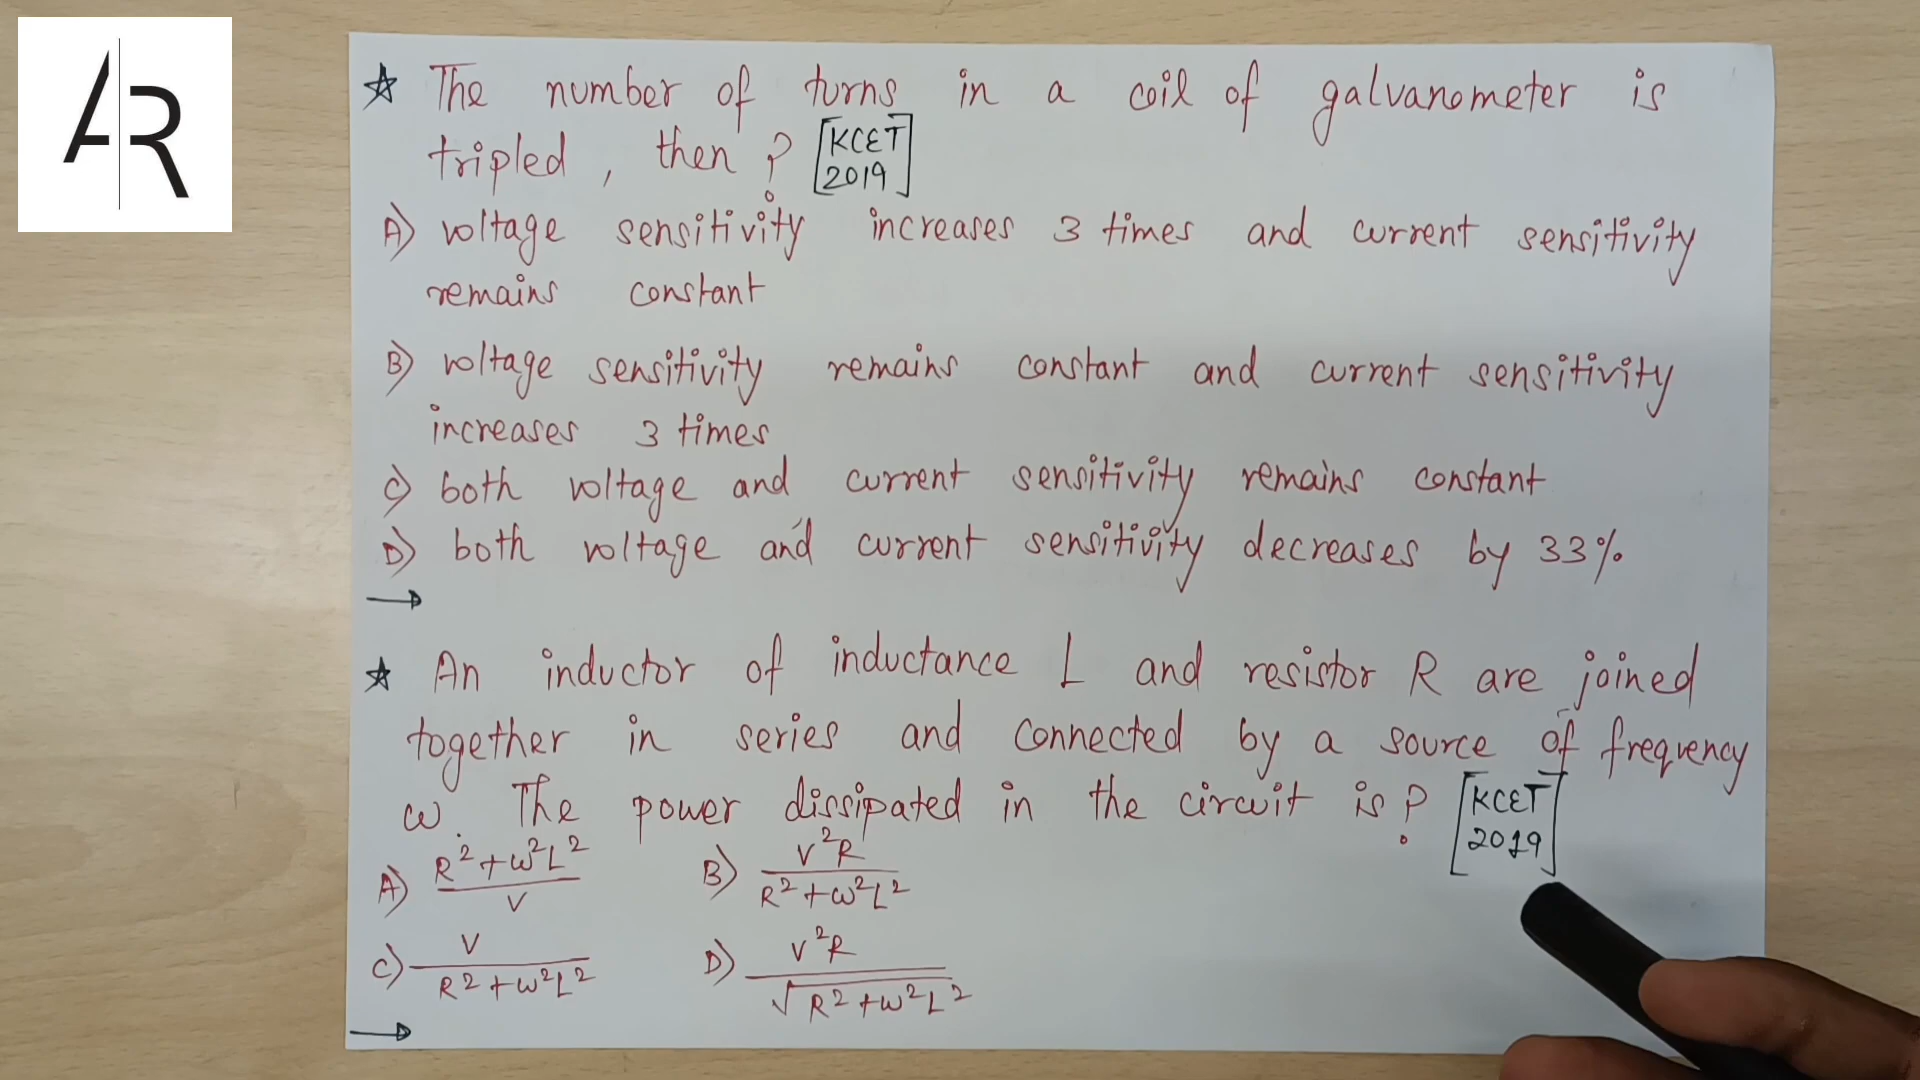 AR
☆ The number of turns in a coil of galvanometer is
tripled, then? [KCET 2019]
A) voltage sensitivity increases 3 times and current sensitivity
remains constant
B) voltage sensitivity remains constant and current sensitivity
increases 3 times
C) both voltage and current sensitivity remains constant
D) both voltage and current sensitivity decreases by 33%
→
☆ An inductor of inductance L and resistor R are joined
together in series and connected by a source of frequency
ω. The power dissipated in the circuit is? [KCET 2019]
A) (R²+ω²L²)/V B) V²R/(R²+ω²L²)
C) V/(R²+ω²L²) D) V²R/√(R²+ω²L²)
→